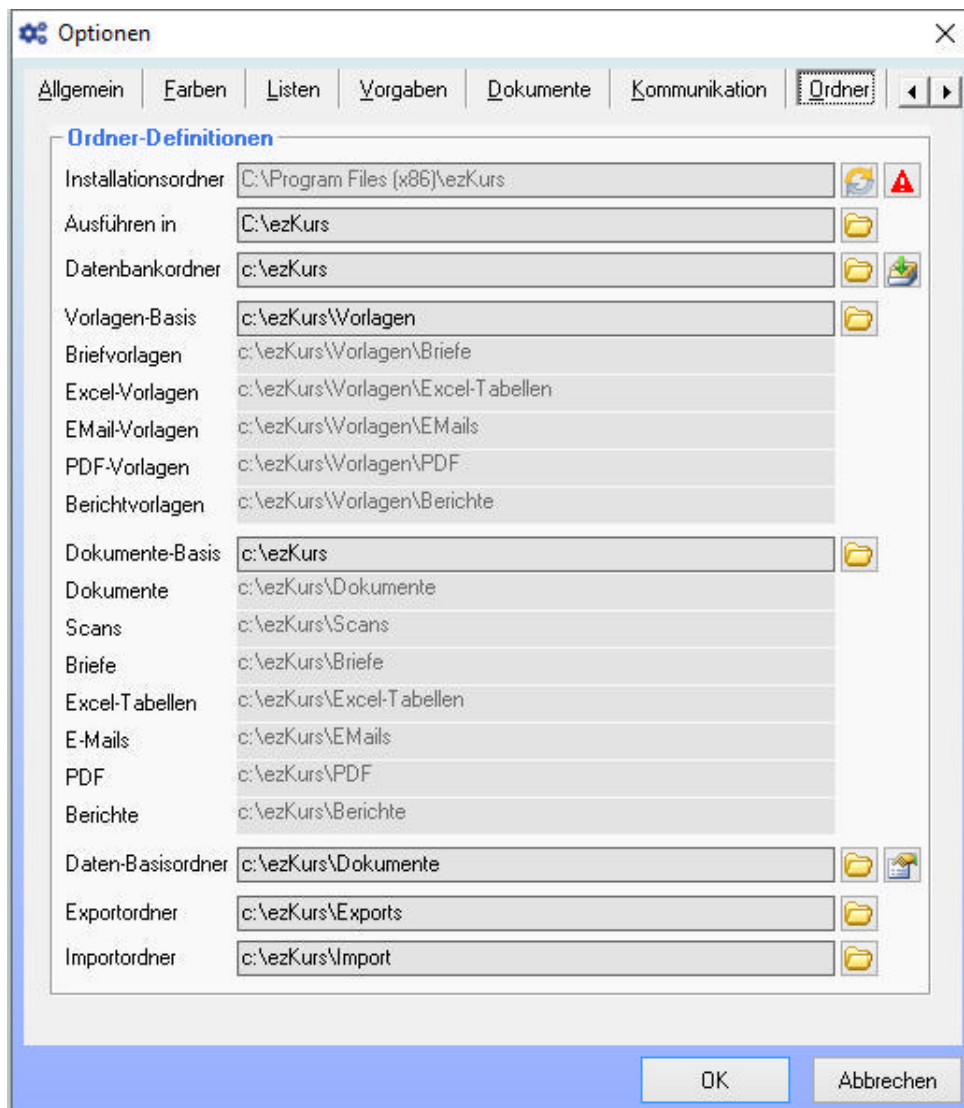 Optionen
Allgemein Farben Listen Vorgaben Dokumente Kommunikation Ordner
Ordner-Definitionen
Installationsordner C:\Program Files (x86)\ezKurs
Ausführen in C:\ezKurs
Datenbankordner c:\ezKurs
Vorlagen-Basis c:\ezKurs\Vorlagen
Briefvorlagen c:\ezKurs\Vorlagen\Briefe
Excel-Vorlagen c:\ezKurs\Vorlagen\Excel-Tabellen
EMail-Vorlagen c:\ezKurs\Vorlagen\EMails
PDF-Vorlagen c:\ezKurs\Vorlagen\PDF
Berichtvorlagen c:\ezKurs\Vorlagen\Berichte
Dokumente-Basis c:\ezKurs
Dokumente c:\ezKurs\Dokumente
Scans c:\ezKurs\Scans
Briefe c:\ezKurs\Briefe
Excel-Tabellen c:\ezKurs\Excel-Tabellen
E-Mails c:\ezKurs\EMails
PDF c:\ezKurs\PDF
Berichte c:\ezKurs\Berichte
Daten-Basisordner c:\ezKurs\Dokumente
Exportordner c:\ezKurs\Exports
Importordner c:\ezKurs\Import
OK Abbrechen